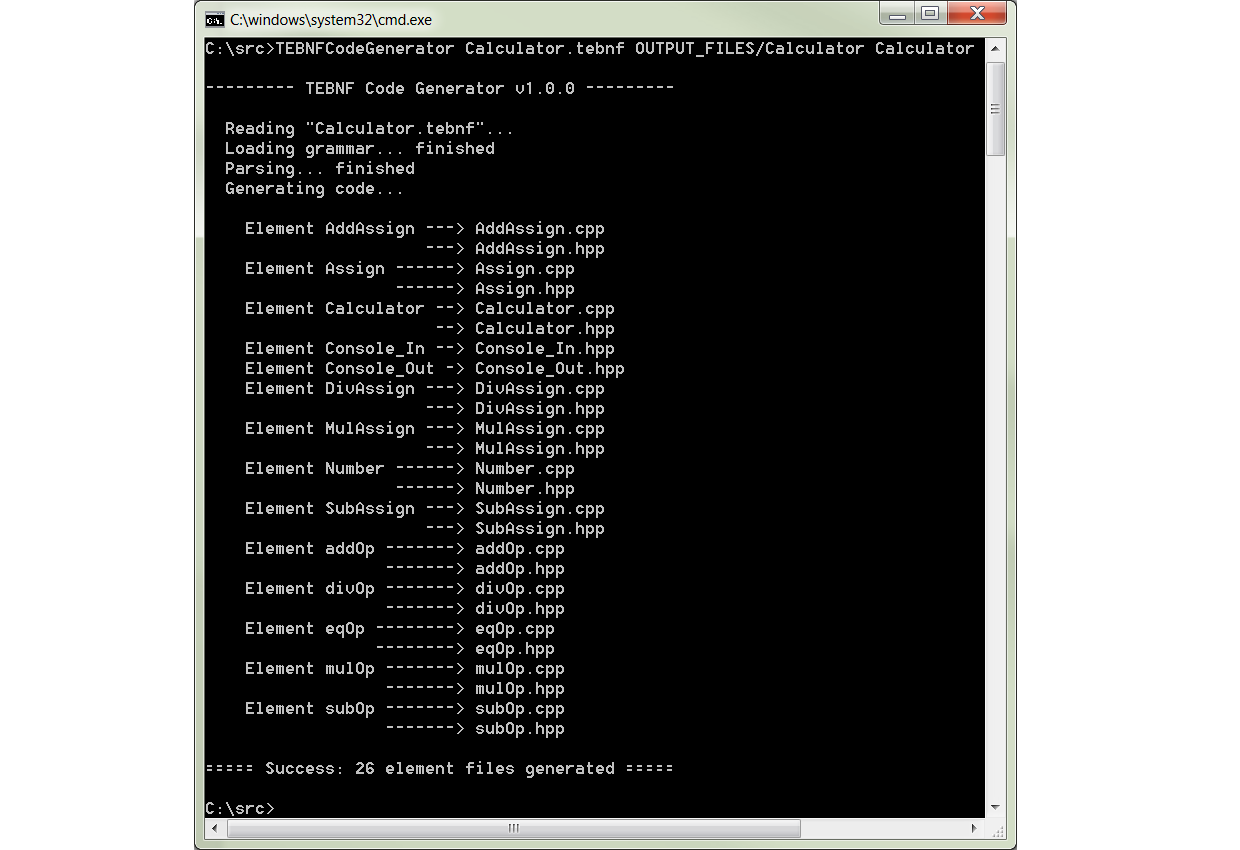 C:\windows\system32\cmd.exe
C:\src>TEBNFCodeGenerator Calculator.tebnf OUTPUT_FILES/Calculator Calculator
--------- TEBNF Code Generator v1.0.0 ---------
Reading "Calculator.tebnf"...
Loading grammar... finished
Parsing... finished
Generating code...
Element AddAssign ---> AddAssign.cpp
---> AddAssign.hpp
Element Assign ------> Assign.cpp
------> Assign.hpp
Element Calculator --> Calculator.cpp
--> Calculator.hpp
Element Console_In --> Console_In.hpp
Element Console_Out -> Console_Out.hpp
Element DivAssign ---> DivAssign.cpp
---> DivAssign.hpp
Element MulAssign ---> MulAssign.cpp
---> MulAssign.hpp
Element Number ------> Number.cpp
------> Number.hpp
Element SubAssign ---> SubAssign.cpp
---> SubAssign.hpp
Element addOp -------> addOp.cpp
-------> addOp.hpp
Element divOp -------> divOp.cpp
-------> divOp.hpp
Element eqOp --------> eqOp.cpp
--------> eqOp.hpp
Element mulOp -------> mulOp.cpp
-------> mulOp.hpp
Element subOp -------> subOp.cpp
-------> subOp.hpp
===== Success: 26 element files generated =====
C:\src>